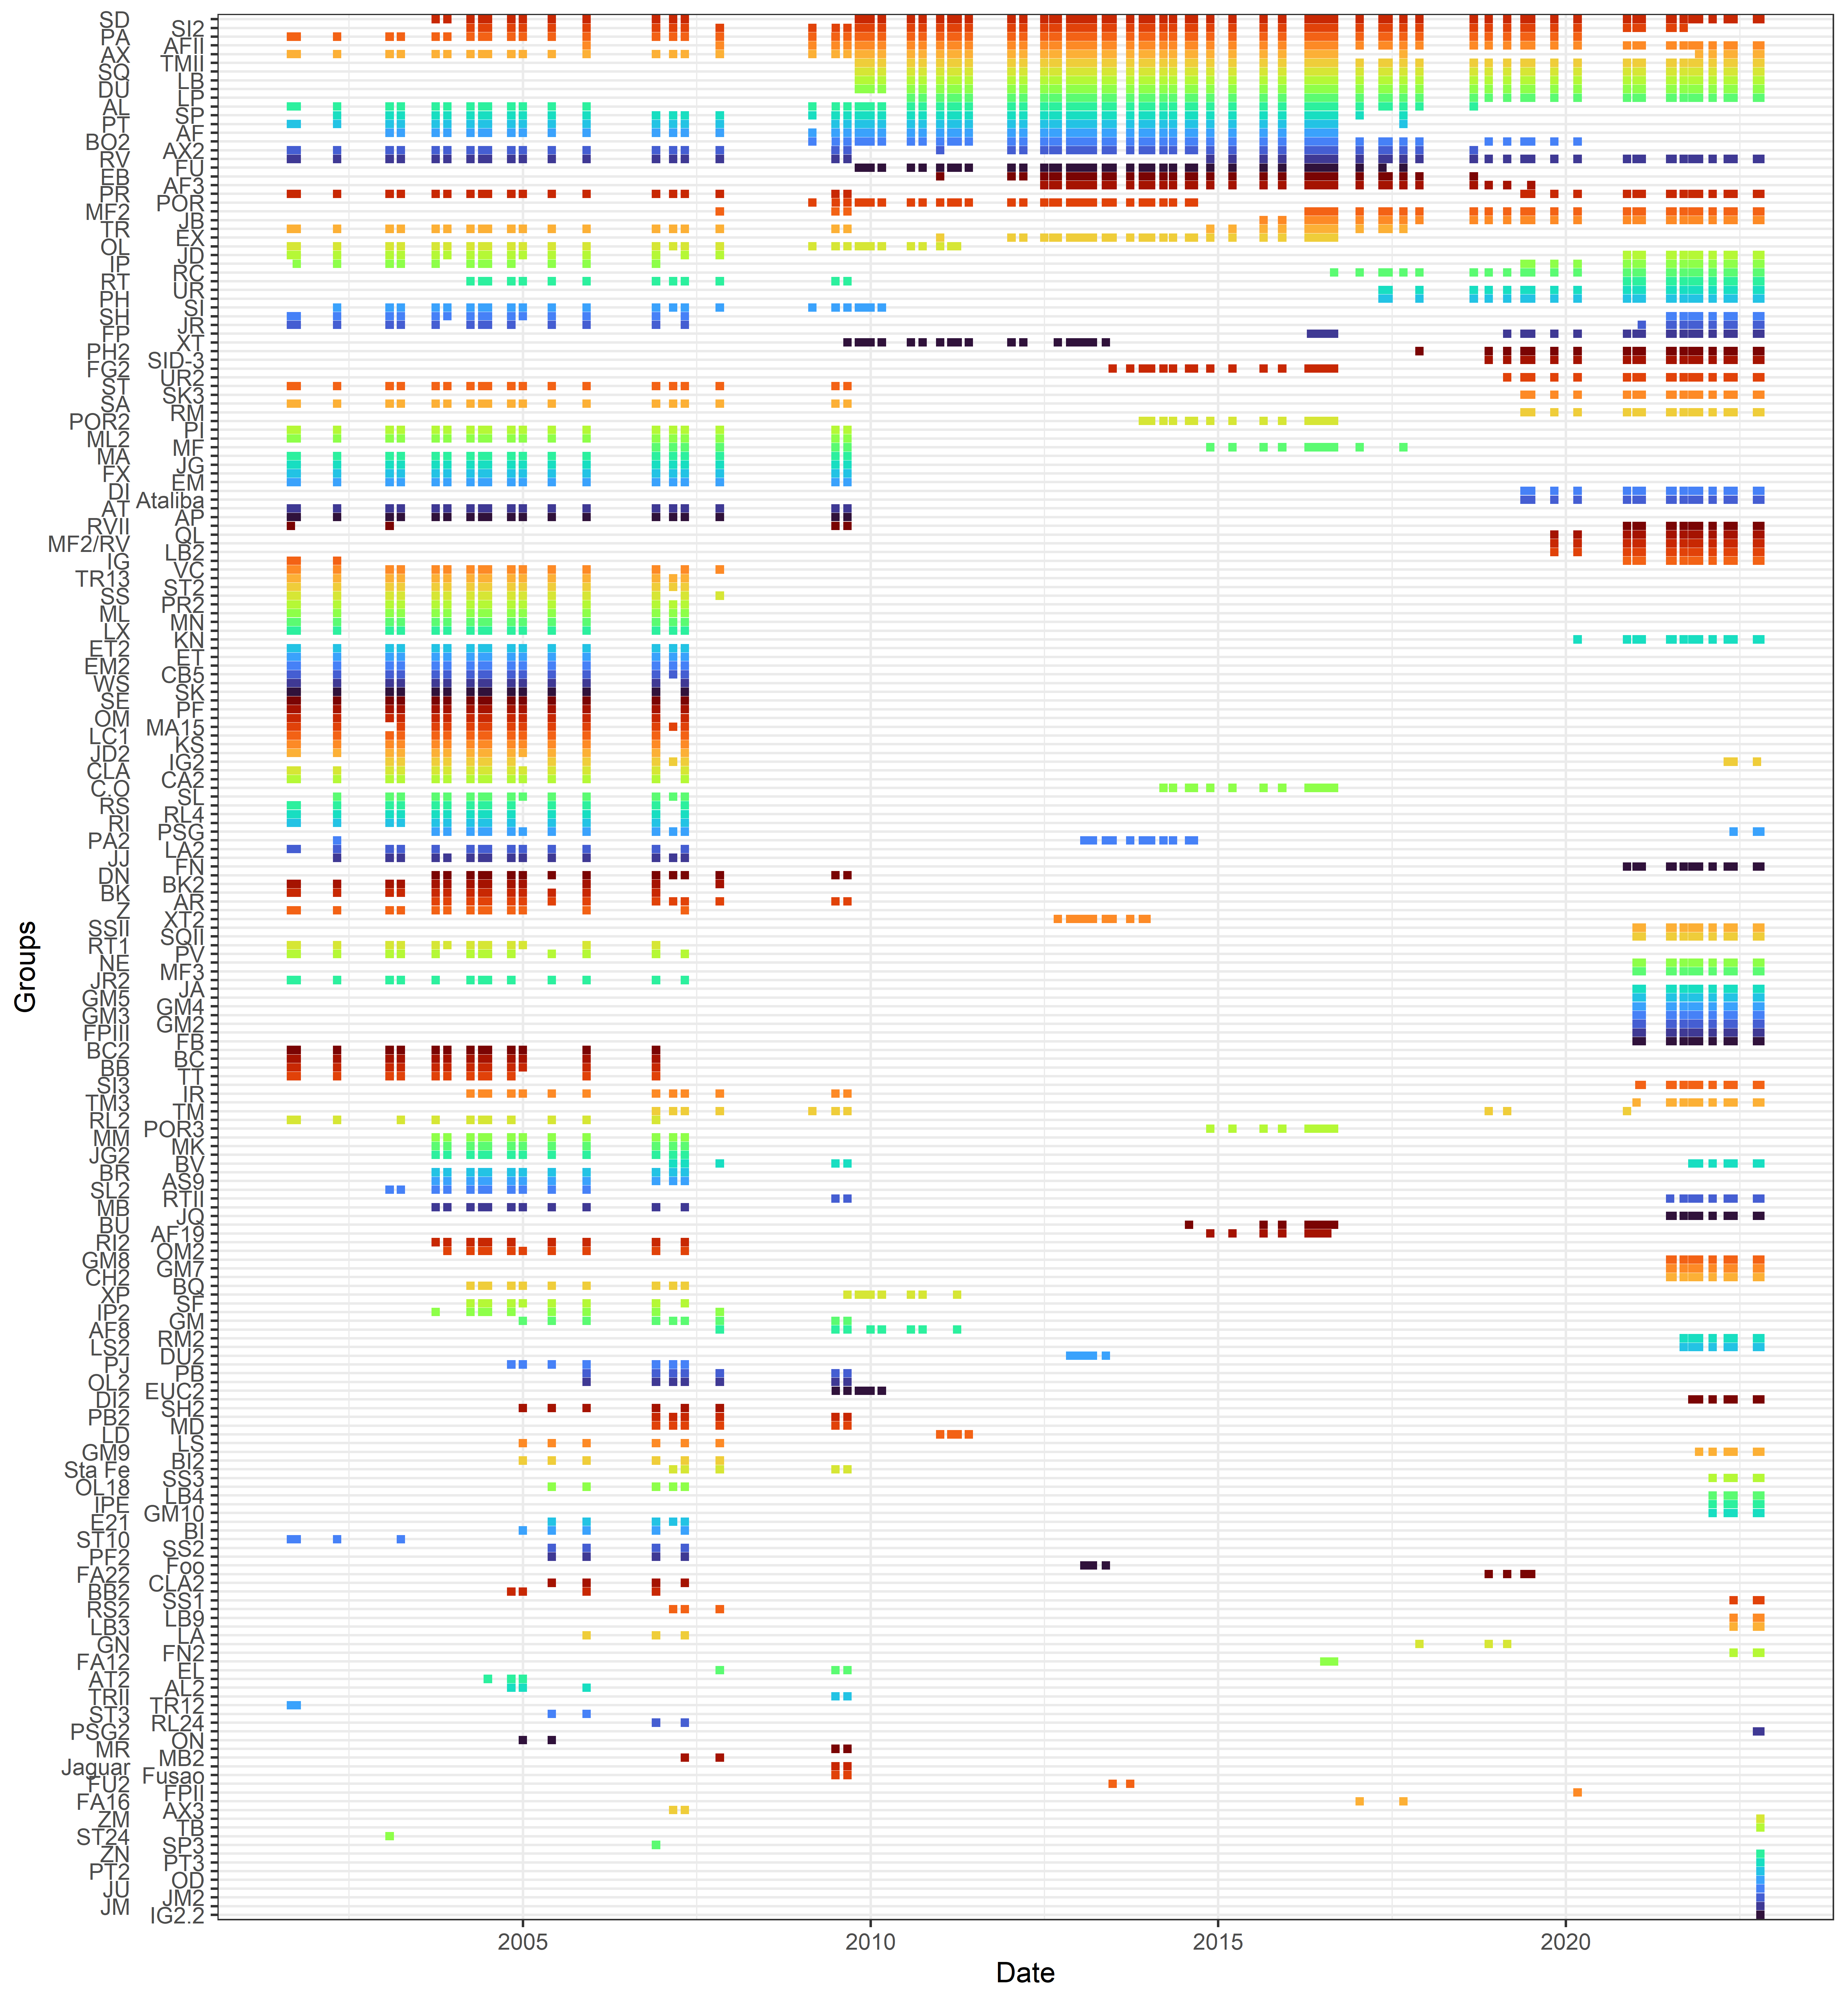 SD
SI2
PA
AFII
AX
TMII
SQ
LB
DU
LP
AL
SP
PT
AF
BO2
AX2
RV
FU
EB
AF3
PR
POR
MF2
JB
TR
EX
OL
JD
IP
RC
RT
UR
PH
SI
SH
JR
FP
XT
PH2
SID-3
FG2
UR2
ST
SK3
SA
RM
POR2
PI
ML2
MF
MA
JG
FX
EM
DI
Ataliba
AT
AP
RVII
QL
MF2/RV
LB2
IG
VC
TR13
ST2
SS
PR2
ML
MN
LX
KN
ET2
ET
EM2
CB5
WS
SK
SE
PF
OM
MA15
LC1
KS
JD2
IG2
CLA
CA2
C.O
SL
RS
RL4
RI
PSG
PA2
LA2
JJ
FN
DN
BK2
BK
AR
Z
XT2
SSII
SQII
RT1
PV
NE
MF3
JR2
JA
GM5
GM4
GM3
GM2
FPIII
FB
BC2
BC
BB
TT
SI3
IR
TM3
TM
RL2
POR3
MM
MK
JG2
BV
BR
AS9
SL2
RTII
MB
JQ
BU
AF19
RI2
OM2
GM8
GM7
CH2
BQ
XP
SF
IP2
GM
AF8
RM2
LS2
DU2
PJ
PB
OL2
EUC2
DI2
SH2
PB2
MD
LD
LS
GM9
BI2
Sta Fe
SS3
OL18
LB4
IPE
GM10
E21
BI
ST10
SS2
PF2
Foo
FA22
CLA2
BB2
SS1
RS2
LB9
LB3
LA
GN
FN2
FA12
EL
AT2
AL2
TRII
TR12
ST3
RL24
PSG2
ON
MR
MB2
Jaguar
Fusao
FU2
FPII
FA16
AX3
ZM
TB
ST24
SP3
ZN
PT3
PT2
OD
JU
JM2
JM
IG2.2
Groups
2005
2010
2015
2020
Date